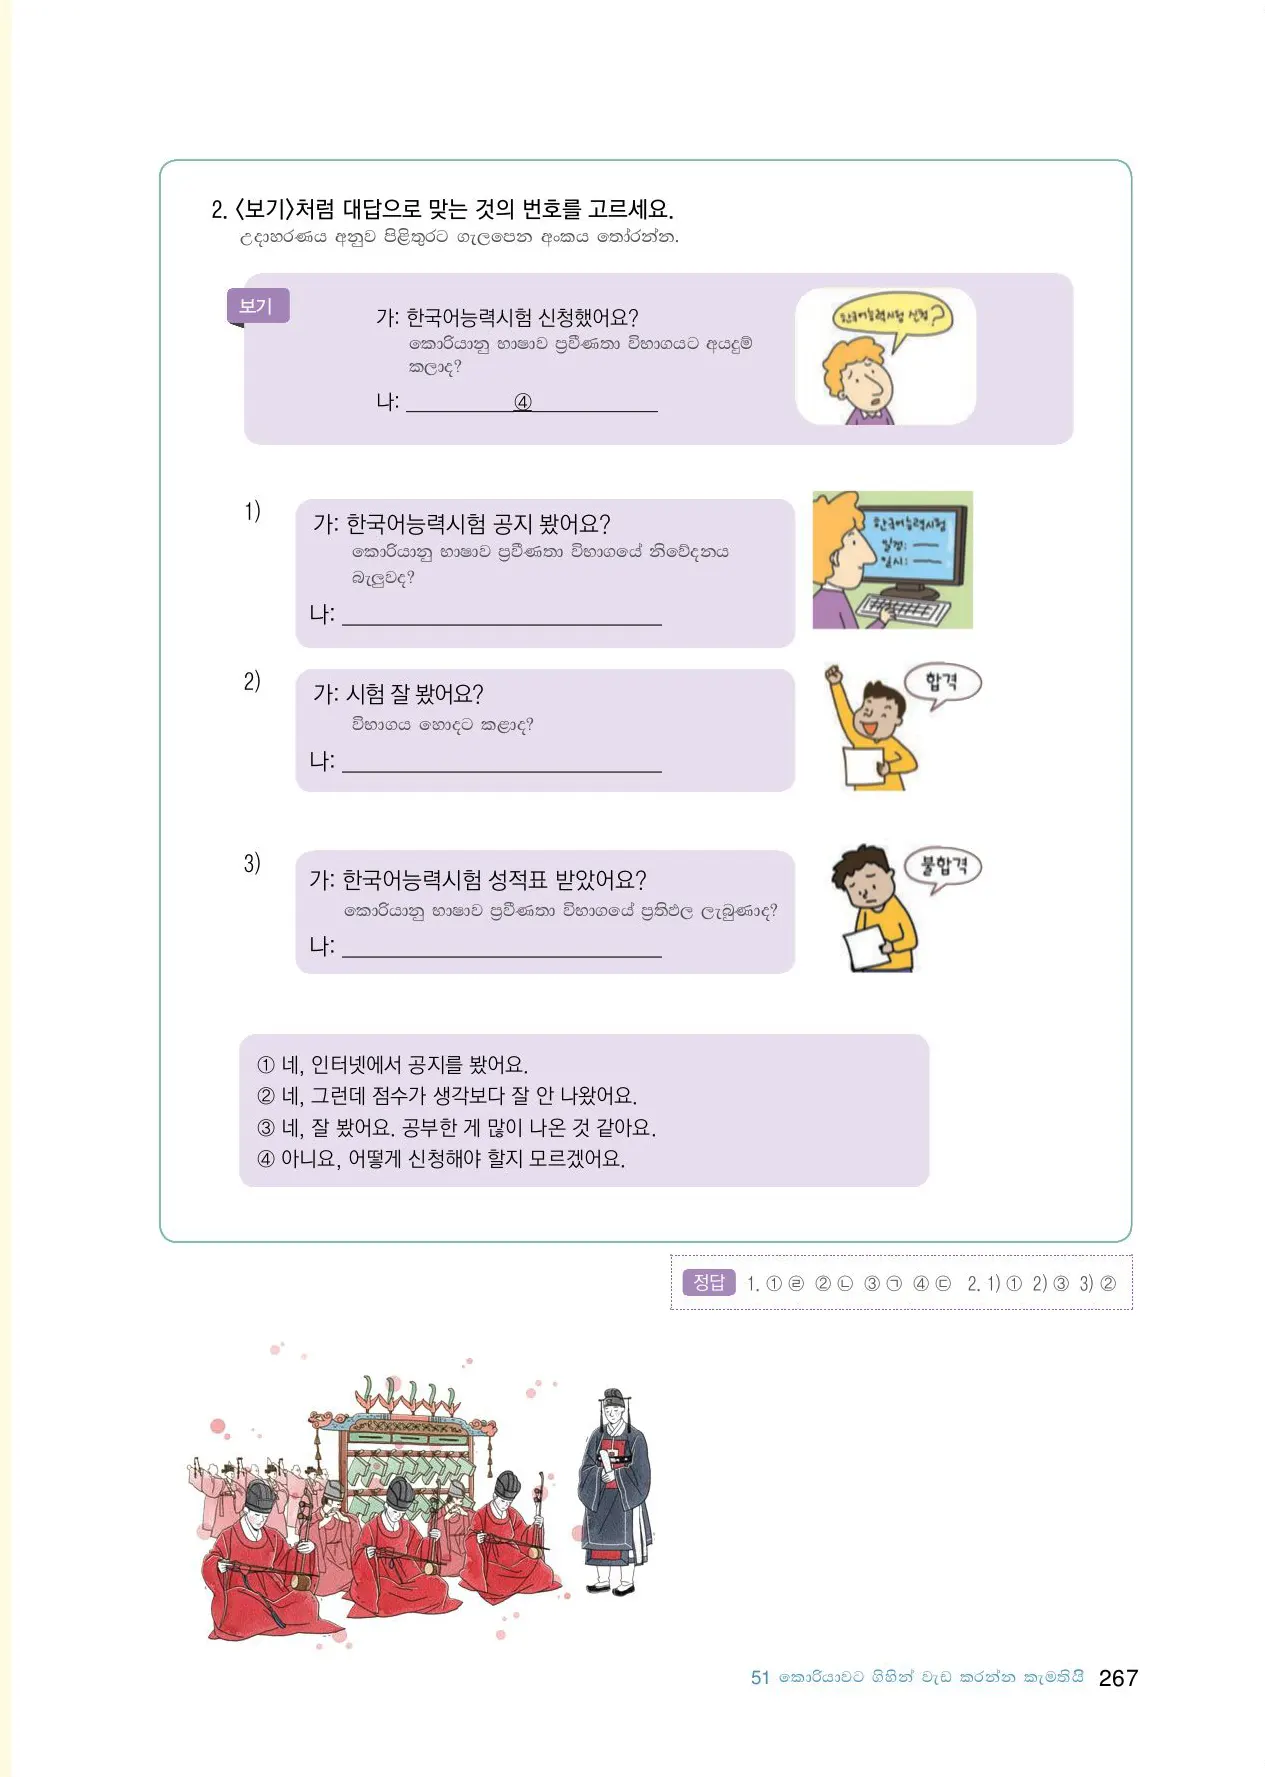 2. 〈보기〉처럼 대답으로 맞는 것의 번호를 고르세요.
උදාහරණය අනුව පිළිතුරට ගැලපෙන අංකය තෝරන්න.
보기
가: 한국어능력시험 신청했어요?
කොරියානු භාෂාව ප්‍රවීණතා විභාගයට අයදුම්
කලාද?
나: ④
한국어능력시험 신청?
1)
가: 한국어능력시험 공지 봤어요?
කොරියානු භාෂාව ප්‍රවීණතා විභාගයේ නිවේදනය
බැලුවද?
나:
한국어능력시험
일정:
일시:
2)
가: 시험 잘 봤어요?
විභාගය හොදට කළාද?
나:
합격
3)
가: 한국어능력시험 성적표 받았어요?
කොරියානු භාෂාව ප්‍රවීණතා විභාගයේ ප්‍රතිඵල ලැබුණාද?
나:
불합격
① 네, 인터넷에서 공지를 봤어요.
② 네, 그런데 점수가 생각보다 잘 안 나왔어요.
③ 네, 잘 봤어요. 공부한 게 많이 나온 것 같아요.
④ 아니요, 어떻게 신청해야 할지 모르겠어요.
정답 1. ① ㉣ ② ㉡ ③ ㉠ ④ ㉢ 2. 1) ① 2) ③ 3) ②
51 කොරියාවට ගිහින් වැඩ කරන්න කැමතියි 267